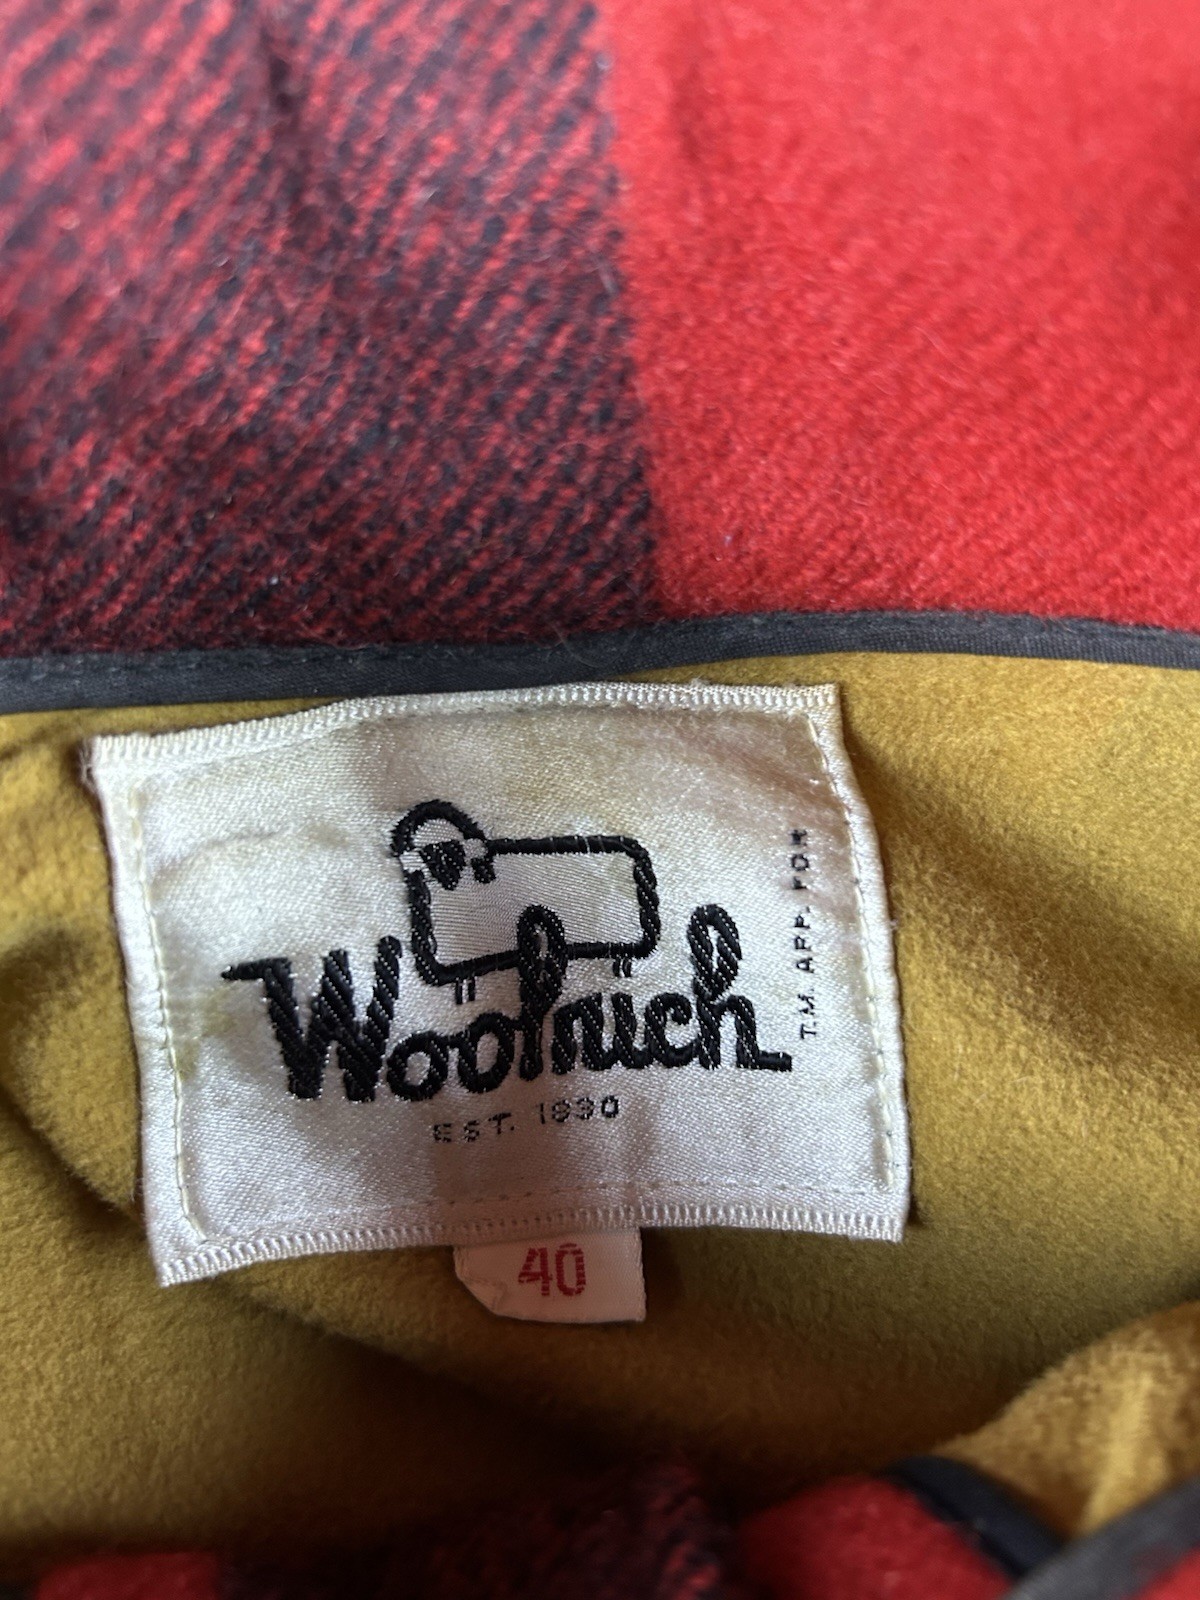 Woolrich
EST. 1830
T.M. APP. FOR
40